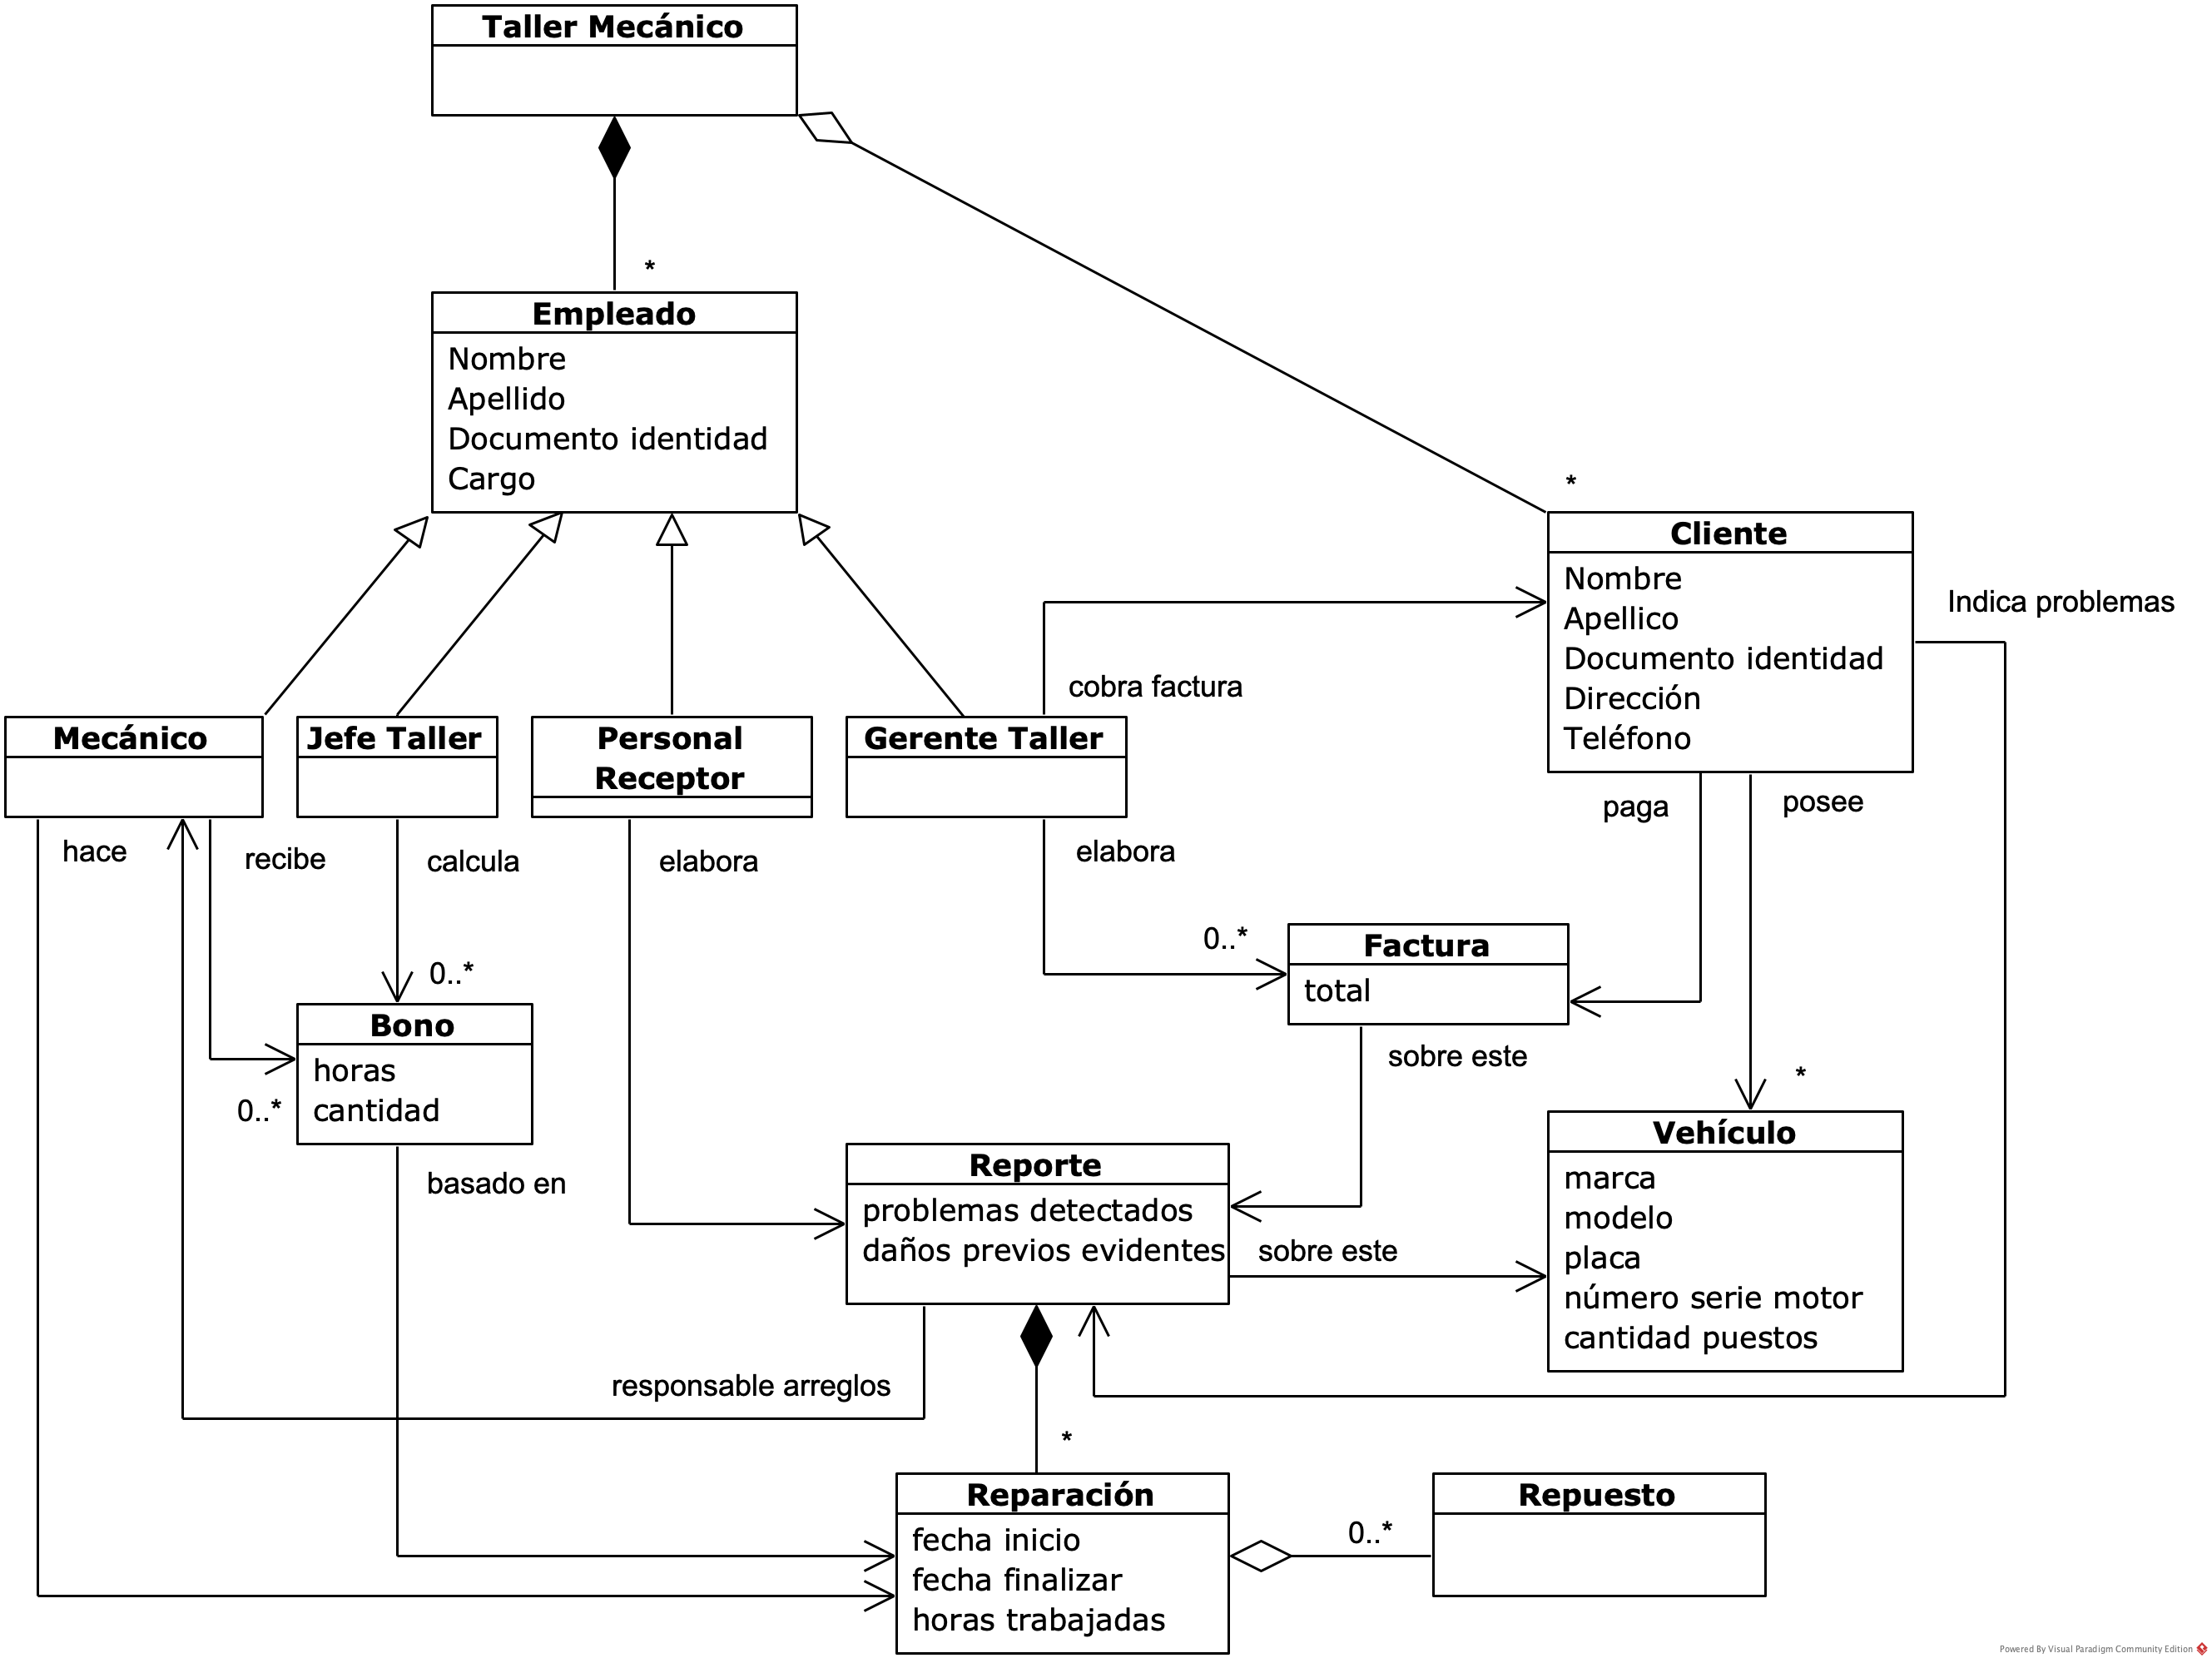 Taller Mecánico
*
Empleado
Nombre
Apellido
Documento identidad
Cargo
*
Cliente
Nombre
Apellico
Documento identidad
Dirección
Teléfono
Indica problemas
cobra factura
Mecánico
Jefe Taller
Personal
Receptor
Gerente Taller
paga
posee
hace
recibe
calcula
elabora
elabora
0..*
0..*
Factura
total
Bono
horas
cantidad
0..*
sobre este
*
basado en
Reporte
problemas detectados
daños previos evidentes
sobre este
Vehículo
marca
modelo
placa
número serie motor
cantidad puestos
responsable arreglos
*
Reparación
fecha inicio
fecha finalizar
horas trabajadas
0..*
Repuesto
Powered By Visual Paradigm Community Edition